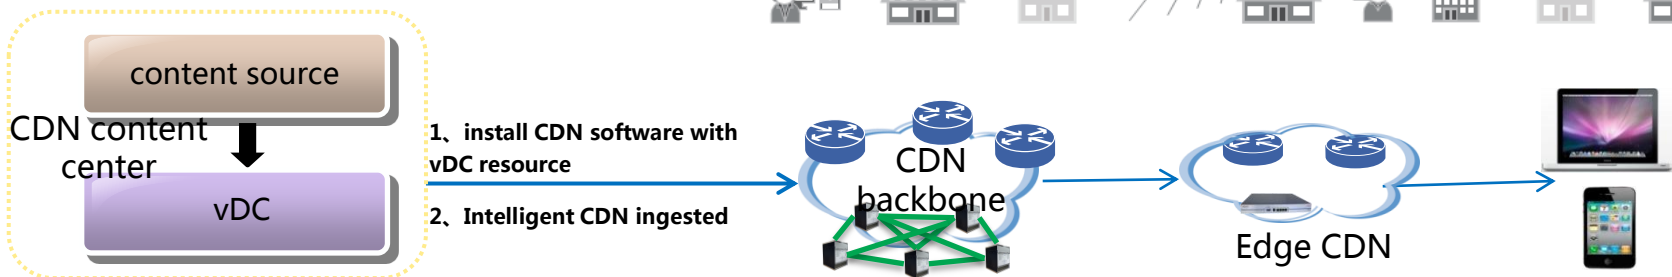 content source
CDN content
center
vDC
1、install CDN software with
vDC resource
2、Intelligent CDN ingested
CDN
backbone
Edge CDN